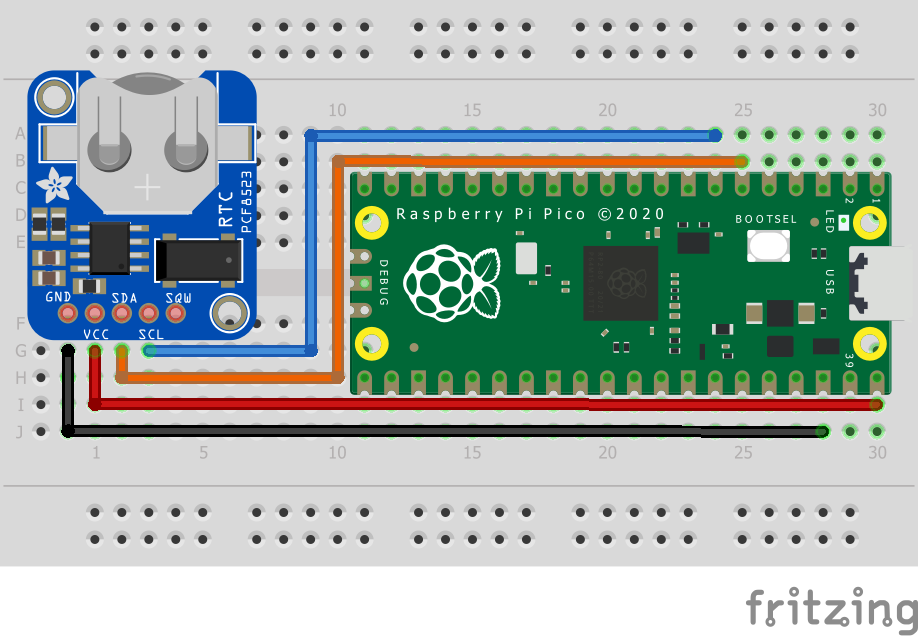 10 15 20 25 30
A
B
C
D
E
F
G
H
I
J
RTC
PCF8523
GND SDA SQW
VCC SCL
Raspberry Pi Pico ©2020
BOOTSEL
LED
2
1
DEBUG
USB
39
1 5 10 15 20 25 30
fritzing